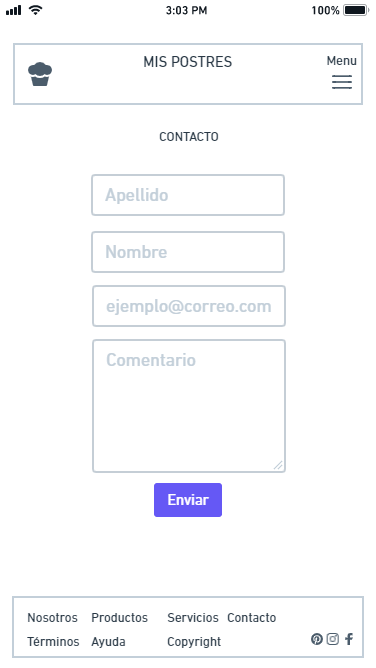 3:03 PM 100%
MIS POSTRES
Menu
CONTACTO
Apellido
Nombre
ejemplo@correo.com
Comentario
Enviar
Nosotros Productos Servicios Contacto
Términos Ayuda Copyright